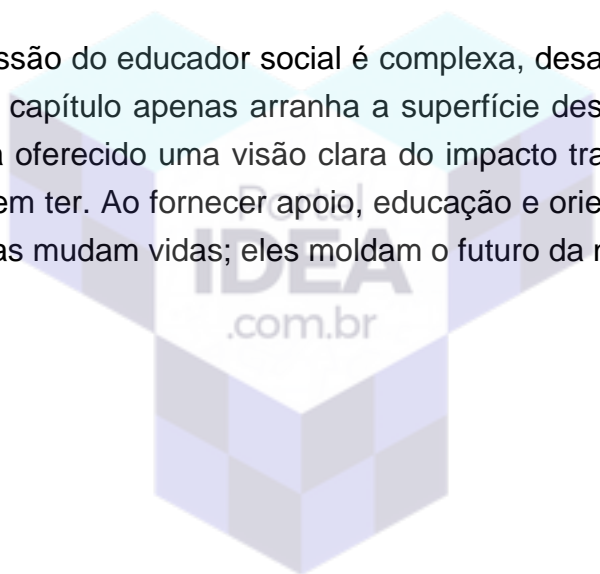 ssão do educador social é complexa, desa
capítulo apenas arranha a superfície des
oferecido uma visão clara do impacto tra
em ter. Ao fornecer apoio, educação e orie
as mudam vidas; eles moldam o futuro da
Portal
IDEA
.com.br